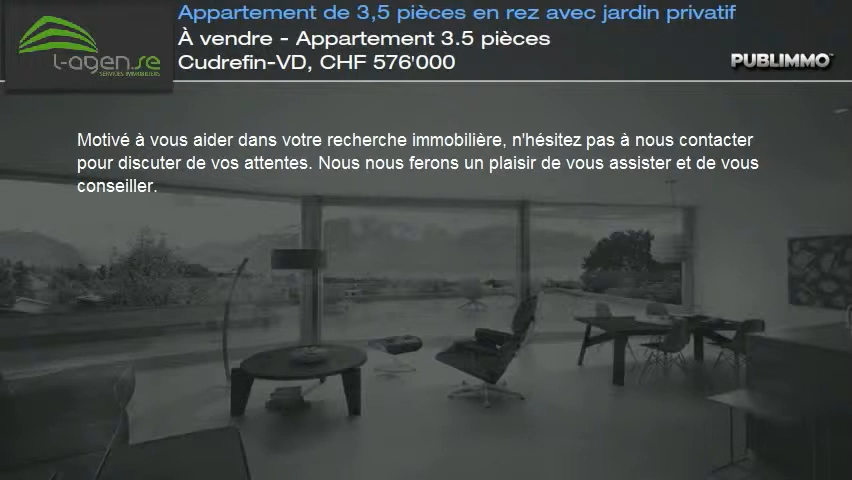 Appartement de 3,5 pièces en rez avec jardin privatif
À vendre - Appartement 3.5 pièces
Cudrefin-VD, CHF 576'000
L-agen.se
SERVICES IMMOBILIERS
PUBLIMMO™
Motivé à vous aider dans votre recherche immobilière, n'hésitez pas à nous contacter
pour discuter de vos attentes. Nous nous ferons un plaisir de vous assister et de vous
conseiller.